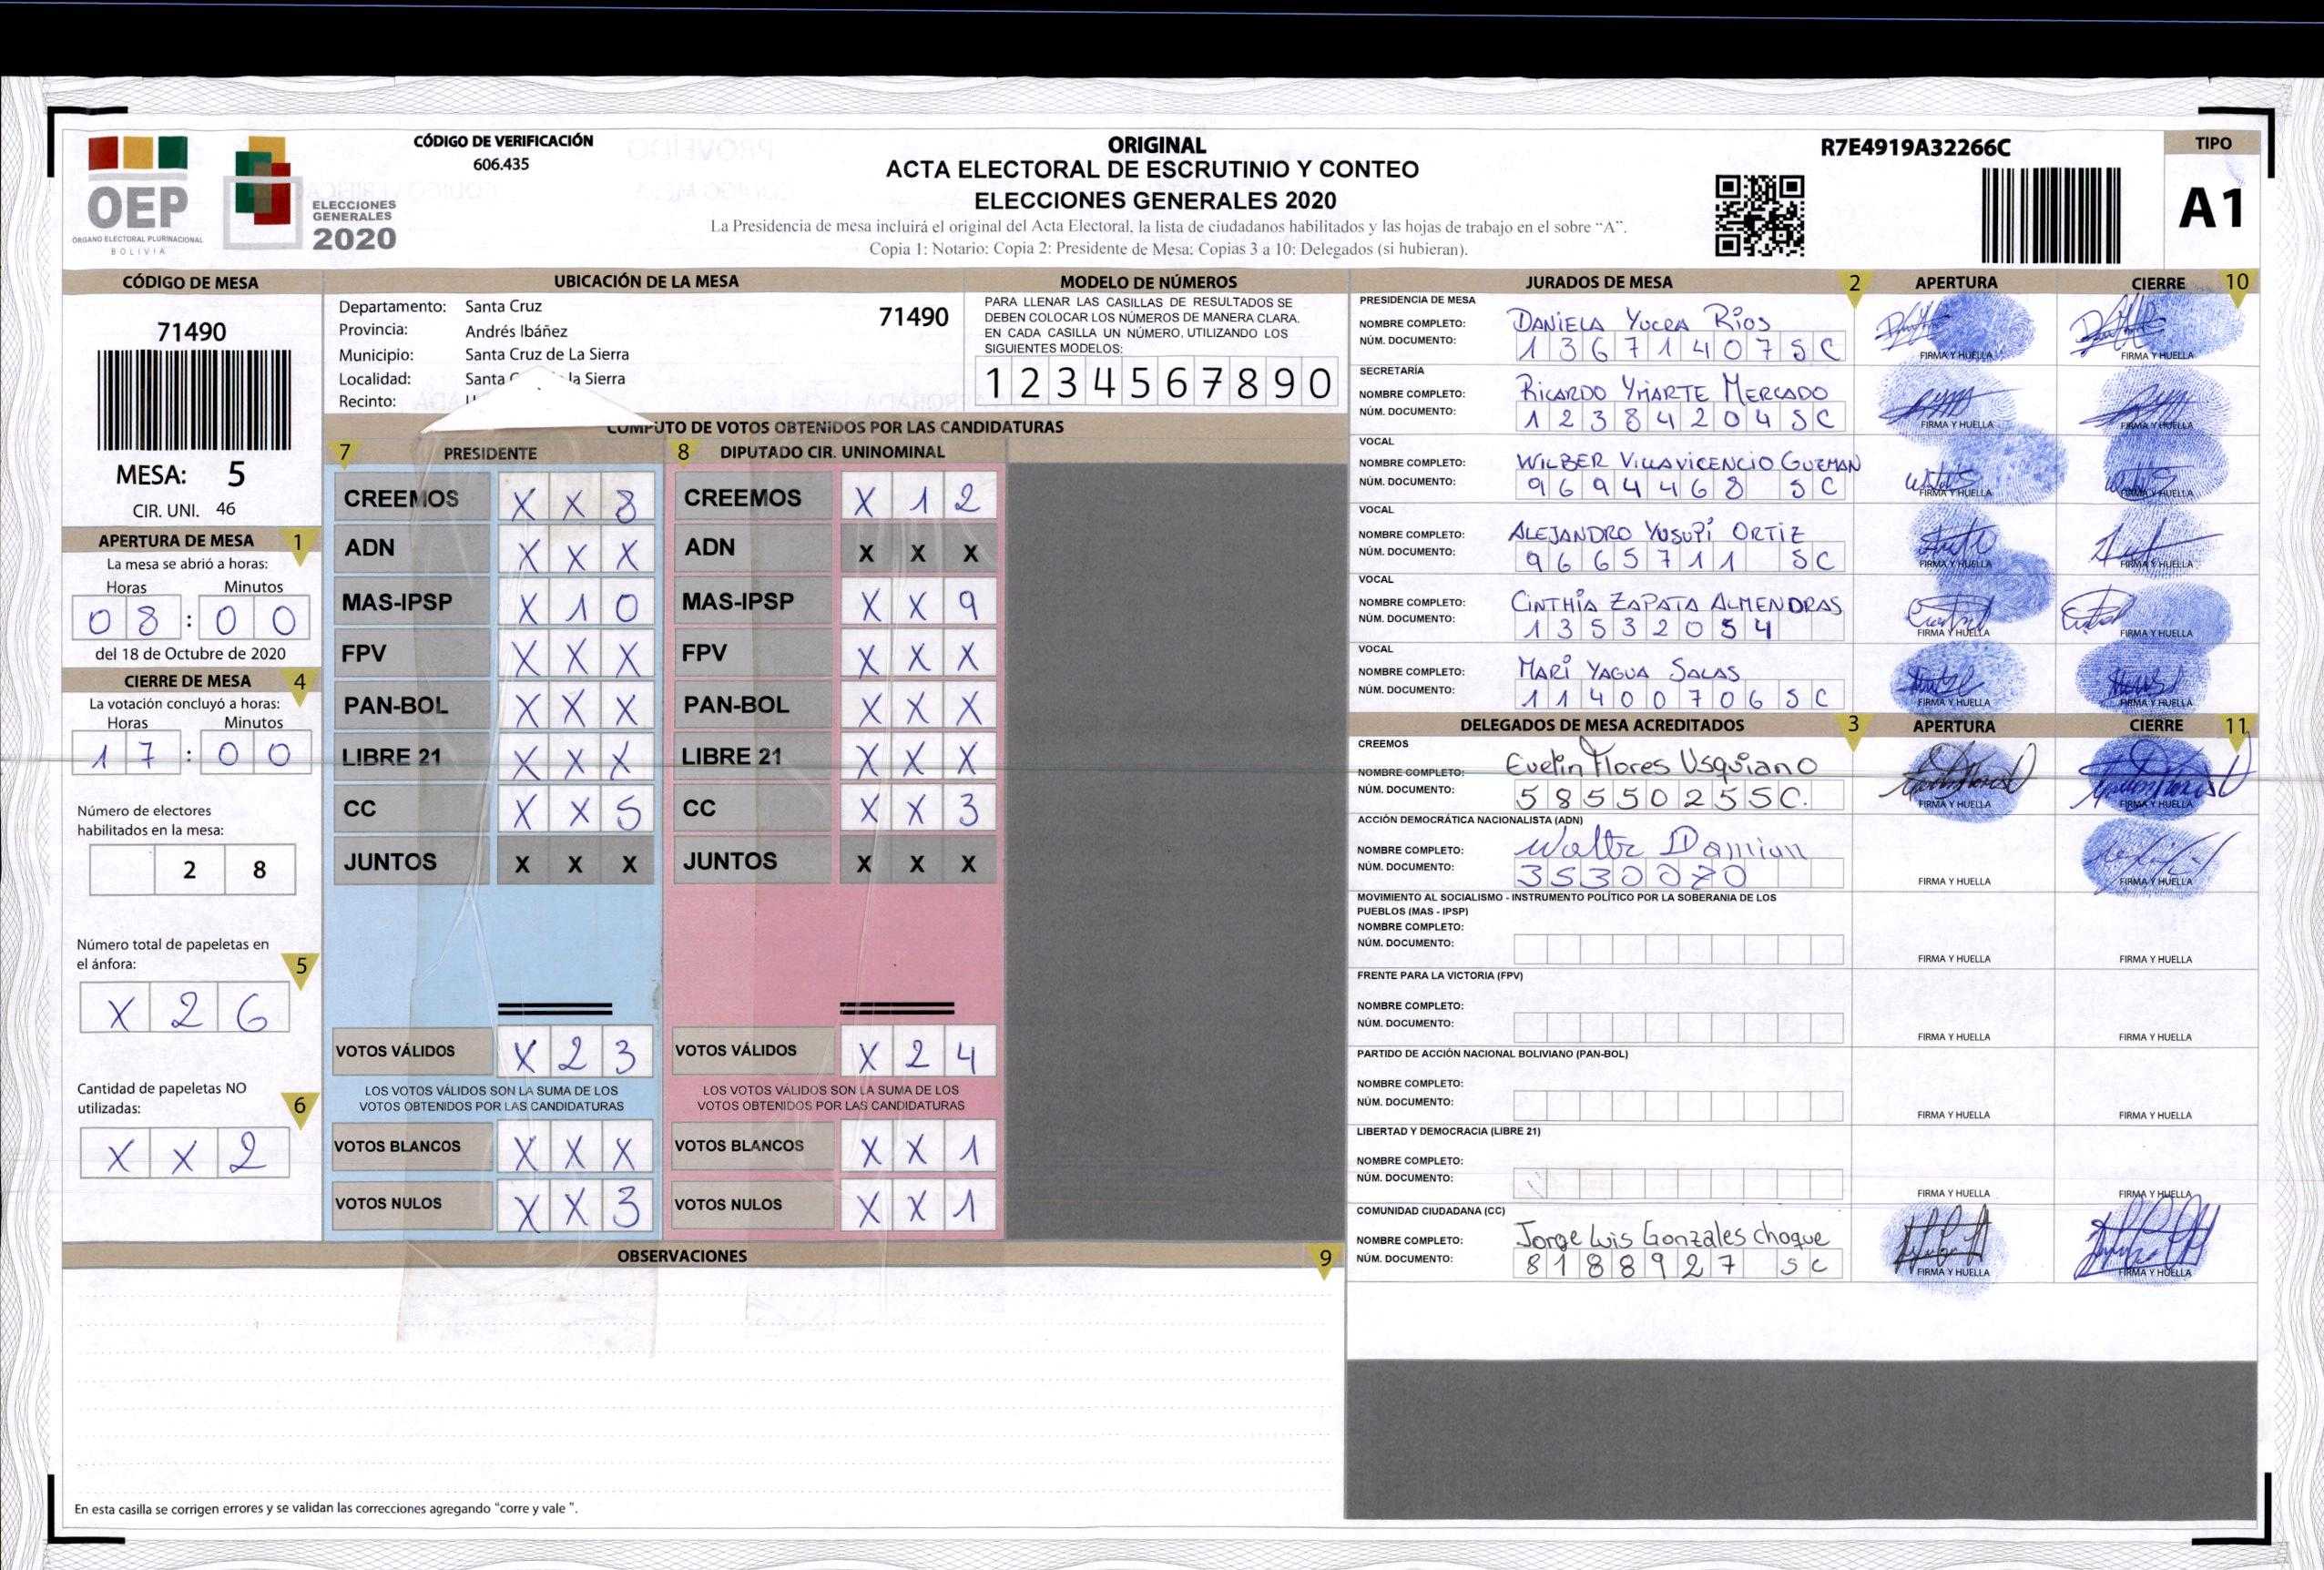 OEP
ÓRGANO ELECTORAL PLURINACIONAL
BOLIVIA
ELECCIONES
GENERALES
2020
CÓDIGO DE VERIFICACIÓN
606.435
ORIGINAL
ACTA ELECTORAL DE ESCRUTINIO Y CONTEO
ELECCIONES GENERALES 2020
La Presidencia de mesa incluirá el original del Acta Electoral, la lista de ciudadanos habilitados y las hojas de trabajo en el sobre “A”.
Copia 1: Notario: Copia 2: Presidente de Mesa: Copias 3 a 10: Delegados (si hubieran).
R7E4919A32266C
TIPO
A1
CÓDIGO DE MESA
71490
MESA: 5
CIR. UNI. 46
APERTURA DE MESA 1
La mesa se abrió a horas:
Horas Minutos
0 8 : 0 0
del 18 de Octubre de 2020
CIERRE DE MESA 4
La votación concluyó a horas:
Horas Minutos
1 7 : 0 0
Número de electores
habilitados en la mesa:
2 8
Número total de papeletas en
el ánfora: 5
X 2 6
Cantidad de papeletas NO
utilizadas: 6
X X 2
UBICACIÓN DE LA MESA
Departamento: Santa Cruz 71490
Provincia: Andrés Ibáñez
Municipio: Santa Cruz de La Sierra
Localidad: Santa la Sierra
Recinto:
MODELO DE NÚMEROS
PARA LLENAR LAS CASILLAS DE RESULTADOS SE
DEBEN COLOCAR LOS NÚMEROS DE MANERA CLARA.
EN CADA CASILLA UN NÚMERO, UTILIZANDO LOS
SIGUIENTES MODELOS:
1 2 3 4 5 6 7 8 9 0
COMPUTO DE VOTOS OBTENIDOS POR LAS CANDIDATURAS
7 PRESIDENTE
CREEMOS X X 8
ADN X X X
MAS-IPSP X 1 0
FPV X X X
PAN-BOL X X X
LIBRE 21 X X X
CC X X 5
JUNTOS X X X
VOTOS VÁLIDOS X 2 3
LOS VOTOS VÁLIDOS SON LA SUMA DE LOS
VOTOS OBTENIDOS POR LAS CANDIDATURAS
VOTOS BLANCOS X X X
VOTOS NULOS X X 3
8 DIPUTADO CIR. UNINOMINAL
CREEMOS X 1 2
ADN X X X
MAS-IPSP X X 9
FPV X X X
PAN-BOL X X X
LIBRE 21 X X X
CC X X 3
JUNTOS X X X
VOTOS VÁLIDOS X 2 4
LOS VOTOS VÁLIDOS SON LA SUMA DE LOS
VOTOS OBTENIDOS POR LAS CANDIDATURAS
VOTOS BLANCOS X X 1
VOTOS NULOS X X 1
OBSERVACIONES 9
En esta casilla se corrigen errores y se validan las correcciones agregando “corre y vale ”.
JURADOS DE MESA 2 APERTURA CIERRE 10
PRESIDENCIA DE MESA
NOMBRE COMPLETO: DANIELA YUCRA RÍOS
NÚM. DOCUMENTO: 1 3 6 7 1 4 0 7 S C
FIRMA Y HUELLA FIRMA Y HUELLA
SECRETARÍA
NOMBRE COMPLETO: RICARDO YMARTE MERCADO
NÚM. DOCUMENTO: 1 2 3 8 4 2 0 4 S C
FIRMA Y HUELLA FIRMA Y HUELLA
VOCAL
NOMBRE COMPLETO: WILBER VILLAVICENCIO GUZMAN
NÚM. DOCUMENTO: 9 6 9 4 4 6 8 S C
FIRMA Y HUELLA FIRMA Y HUELLA
VOCAL
NOMBRE COMPLETO: ALEJANDRO YUSUPÍ ORTIZ
NÚM. DOCUMENTO: 9 6 6 5 7 1 1 S C
FIRMA Y HUELLA FIRMA Y HUELLA
VOCAL
NOMBRE COMPLETO: CINTHÍA ZAPATA ALMENDRAS
NÚM. DOCUMENTO: 1 3 5 3 2 0 5 4
FIRMA Y HUELLA FIRMA Y HUELLA
VOCAL
NOMBRE COMPLETO: MARÍ YAGUA SALAS
NÚM. DOCUMENTO: 1 1 4 0 0 7 0 6 S C
FIRMA Y HUELLA FIRMA Y HUELLA
DELEGADOS DE MESA ACREDITADOS 3 APERTURA CIERRE 11
CREEMOS
NOMBRE COMPLETO: Evelin Flores Usquiano
NÚM. DOCUMENTO: 5 8 5 5 0 2 5 S C.
FIRMA Y HUELLA FIRMA Y HUELLA
ACCIÓN DEMOCRÁTICA NACIONALISTA (ADN)
NOMBRE COMPLETO: Walter Damian
NÚM. DOCUMENTO: 3 5 3 0 0 7 0
FIRMA Y HUELLA FIRMA Y HUELLA
MOVIMIENTO AL SOCIALISMO - INSTRUMENTO POLÍTICO POR LA SOBERANIA DE LOS
PUEBLOS (MAS - IPSP)
NOMBRE COMPLETO:
NÚM. DOCUMENTO:
FIRMA Y HUELLA FIRMA Y HUELLA
FRENTE PARA LA VICTORIA (FPV)
NOMBRE COMPLETO:
NÚM. DOCUMENTO:
FIRMA Y HUELLA FIRMA Y HUELLA
PARTIDO DE ACCIÓN NACIONAL BOLIVIANO (PAN-BOL)
NOMBRE COMPLETO:
NÚM. DOCUMENTO:
FIRMA Y HUELLA FIRMA Y HUELLA
LIBERTAD Y DEMOCRACIA (LIBRE 21)
NOMBRE COMPLETO:
NÚM. DOCUMENTO:
FIRMA Y HUELLA FIRMA Y HUELLA
COMUNIDAD CIUDADANA (CC)
NOMBRE COMPLETO: Jorge Luis Gonzales choque
NÚM. DOCUMENTO: 8 1 8 8 9 2 7 S C
FIRMA Y HUELLA FIRMA Y HUELLA